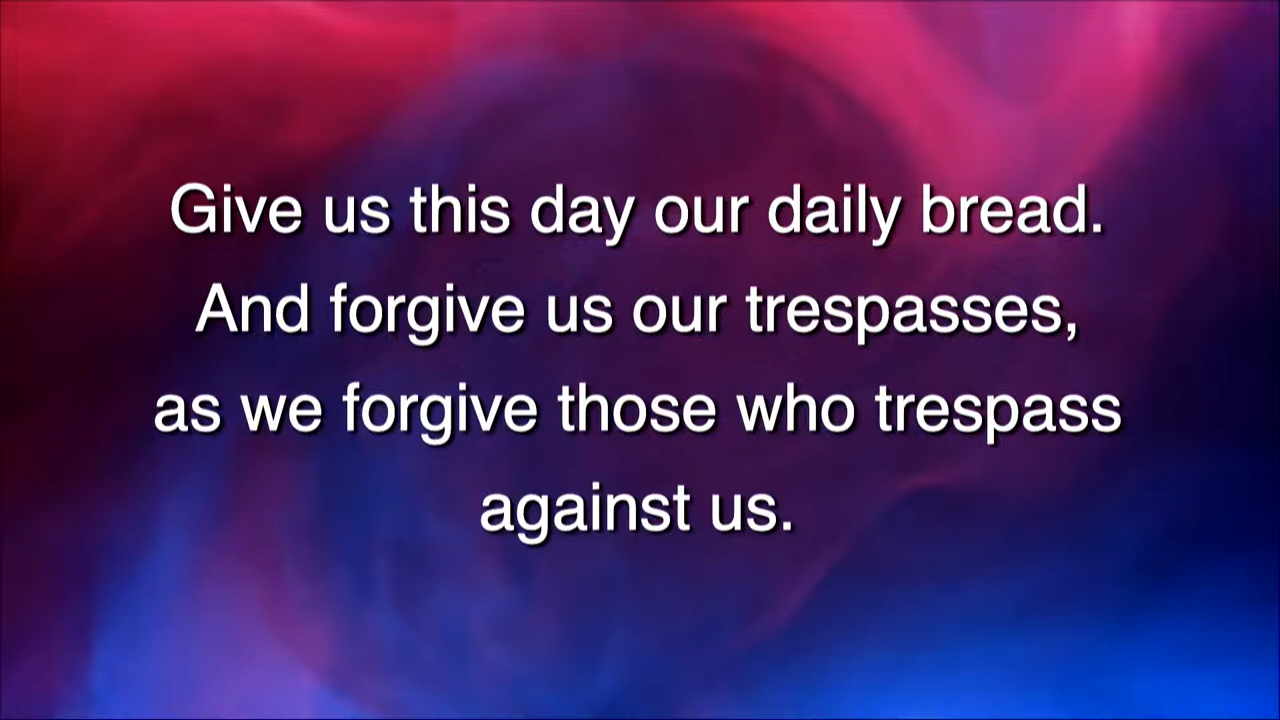 Give us this day our daily bread.
And forgive us our trespasses,
as we forgive those who trespass
against us.